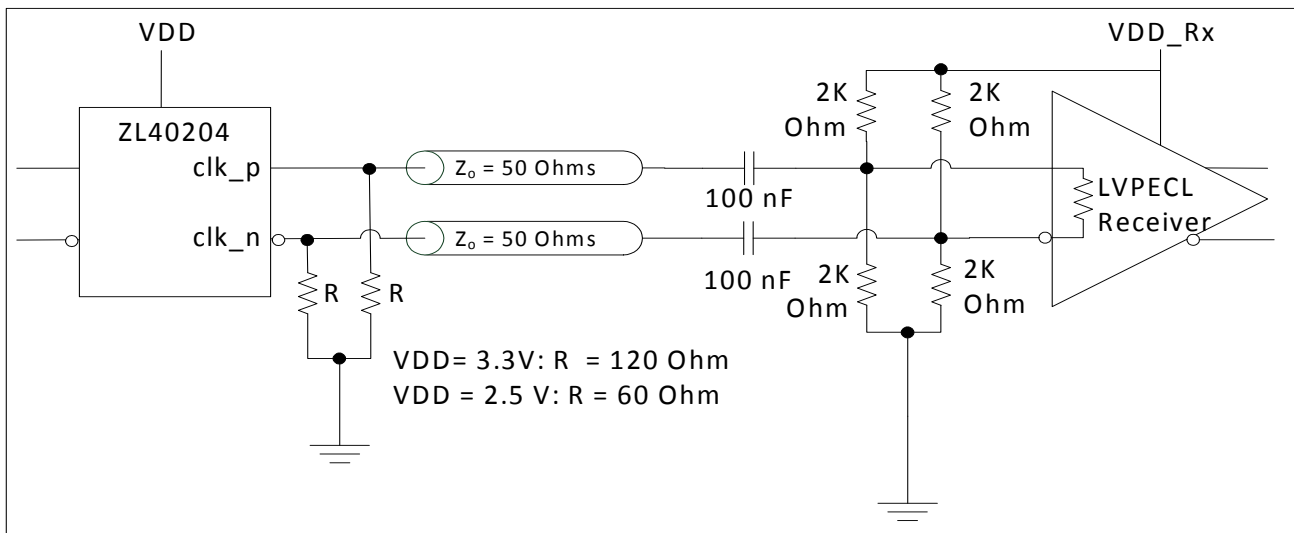 VDD
VDD_Rx
ZL40204
clk_p
clk_n
Zo = 50 Ohms
Zo = 50 Ohms
100 nF
100 nF
2K
Ohm
2K
Ohm
2K
Ohm
2K
Ohm
LVPECL
Receiver
R
R
VDD= 3.3V: R = 120 Ohm
VDD = 2.5 V: R = 60 Ohm